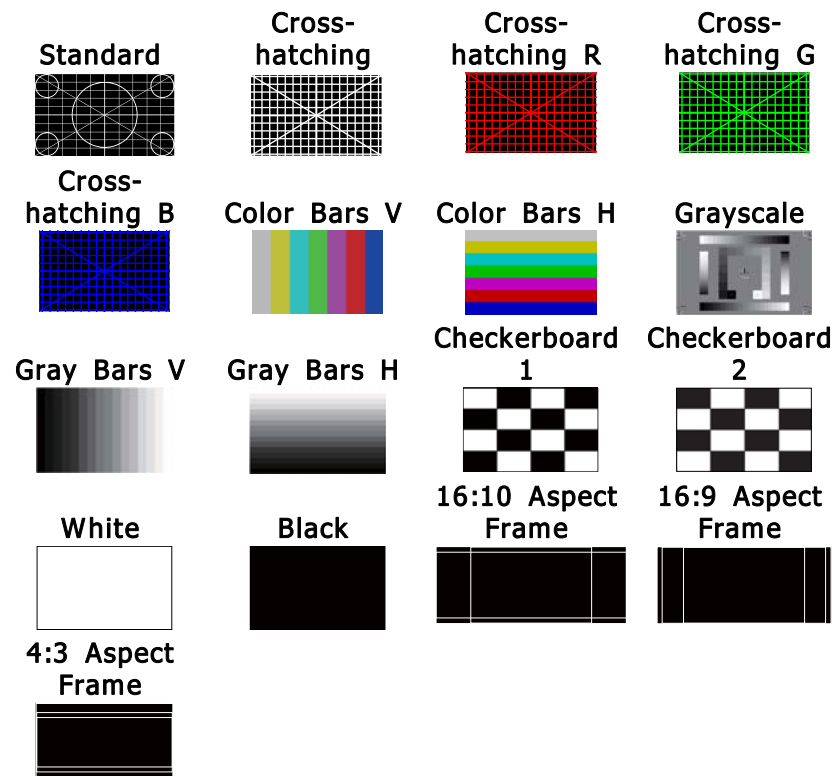 Standard
Cross-
hatching
Cross-
hatching R
Cross-
hatching G
Cross-
hatching B
Color Bars V
Color Bars H
Grayscale
Gray Bars V
Gray Bars H
Checkerboard
1
Checkerboard
2
White
Black
16:10 Aspect
Frame
16:9 Aspect
Frame
4:3 Aspect
Frame